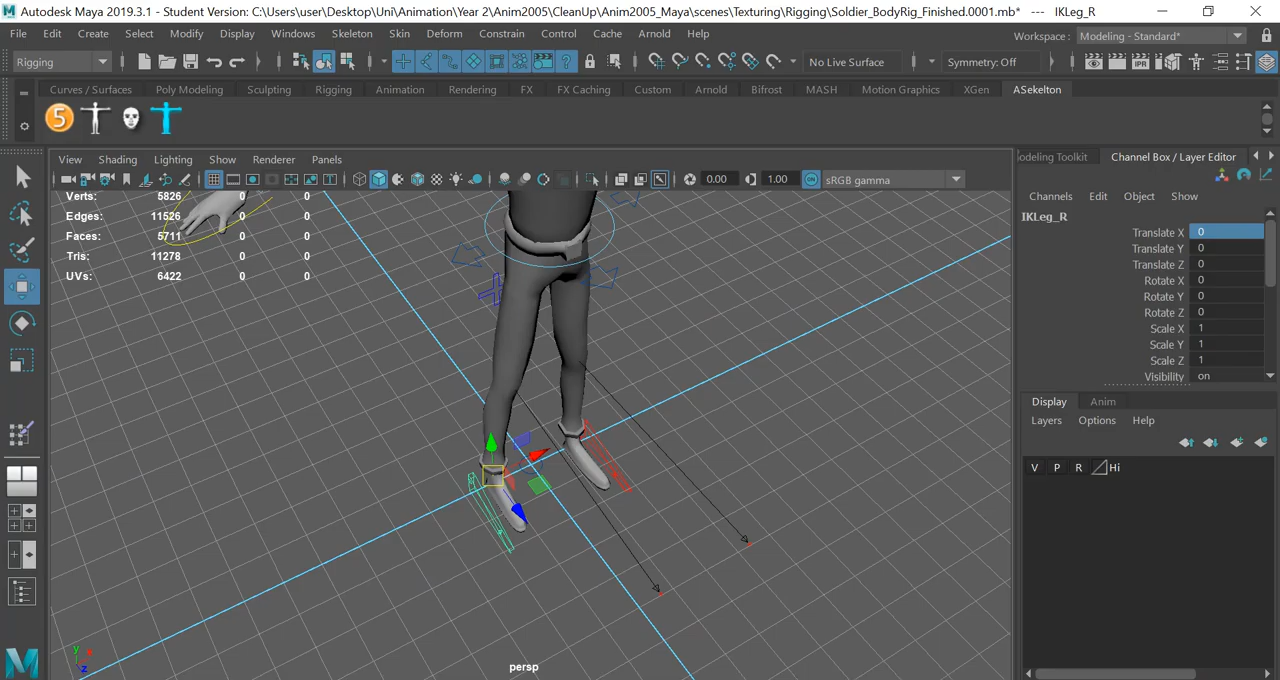 Autodesk Maya 2019.3.1 - Student Version: C:\Users\user\Desktop\Uni\Animation\Year 2\Anim2005\CleanUp\Anim2005_Maya\scenes\Texturing\Rigging\Soldier_BodyRig_Finished.0001.mb* --- IKLeg_R
File Edit Create Select Modify Display Windows Skeleton Skin Deform Constrain Control Cache Arnold Help Workspace : Modeling - Standard*
Rigging No Live Surface Symmetry: Off IPR
Curves / Surfaces Poly Modeling Sculpting Rigging Animation Rendering FX FX Caching Custom Arnold Bifrost MASH Motion Graphics XGen ASekelton
5
View Shading Lighting Show Renderer Panels
odeling Toolkit Channel Box / Layer Editor
0.00 1.00 sRGB gamma
Channels Edit Object Show
Verts: 5826 0 0
Edges: 11526 0 0
Faces: 5711 0 0
Tris: 11278 0 0
UVs: 6422 0 0
IKLeg_R
Translate X 0
Translate Y 0
Translate Z 0
Rotate X 0
Rotate Y 0
Rotate Z 0
Scale X 1
Scale Y 1
Scale Z 1
Visibility on
Display Anim
Layers Options Help
V P R Hi
y x z
persp
M